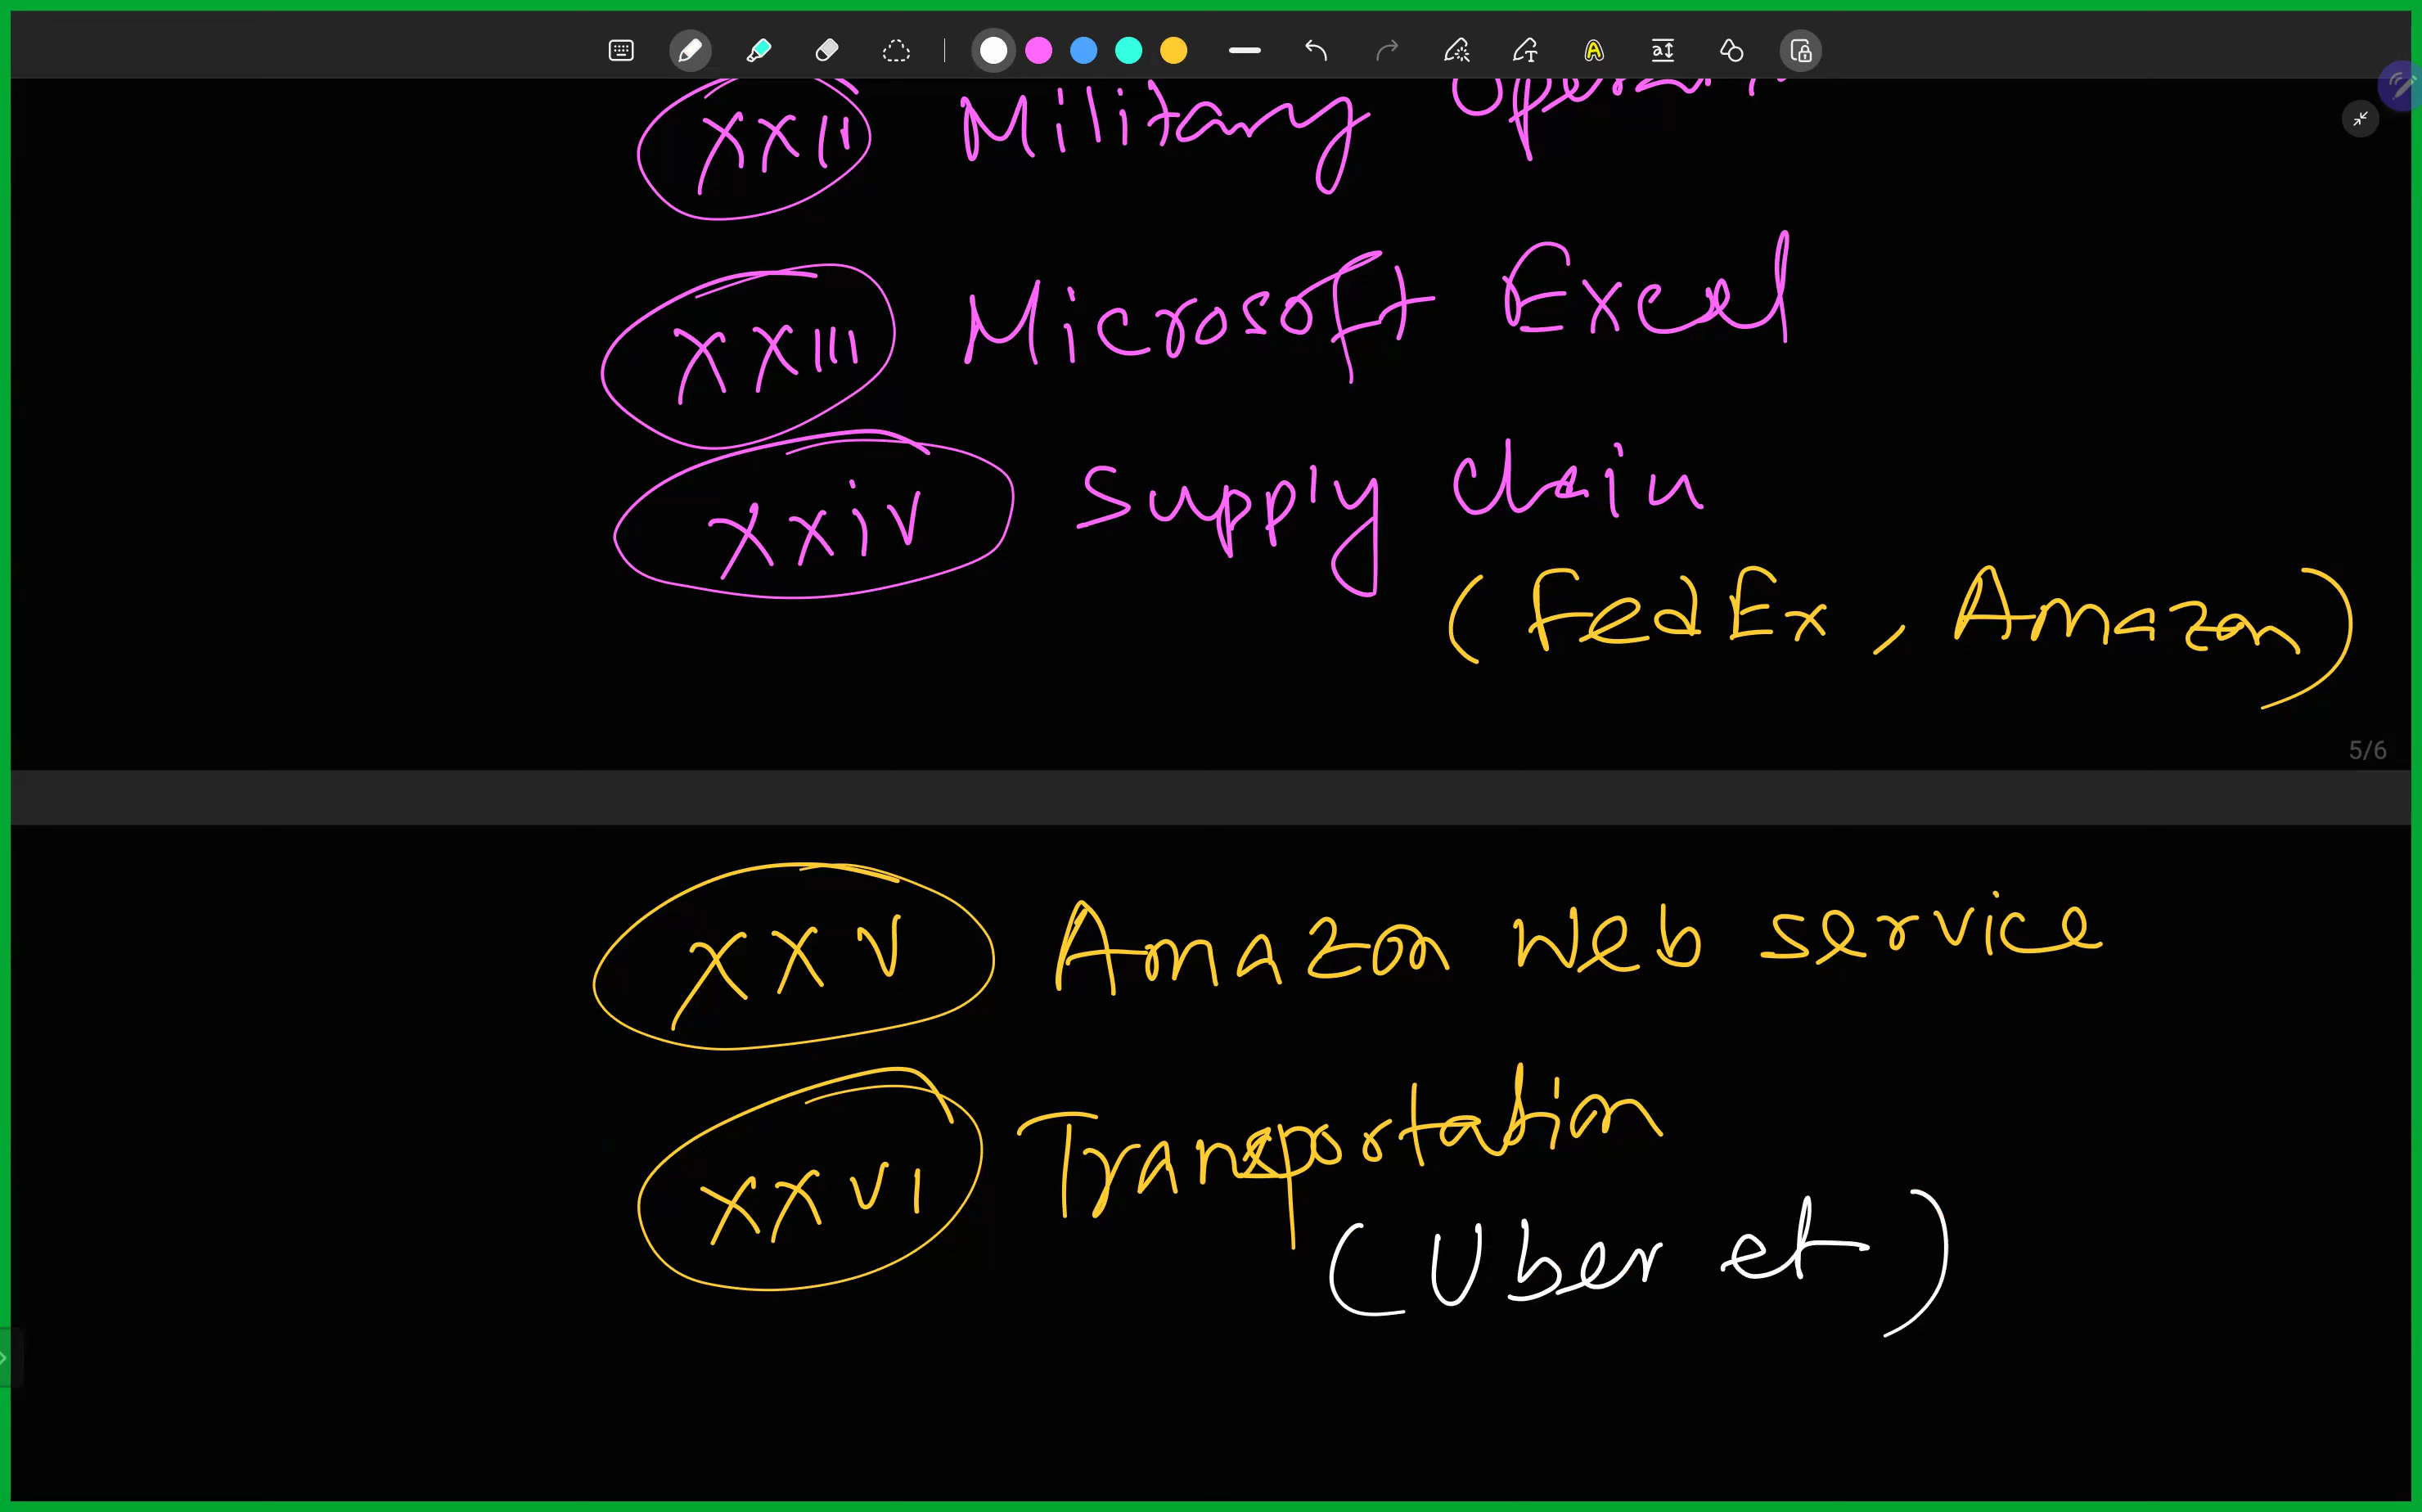 XXII Military
XXIII Microsoft Excel
XXiV Supply chain
(FedEx, Amazon)
5/6
XXV Amazon Web service
XXVI Transportation
(Uber et)